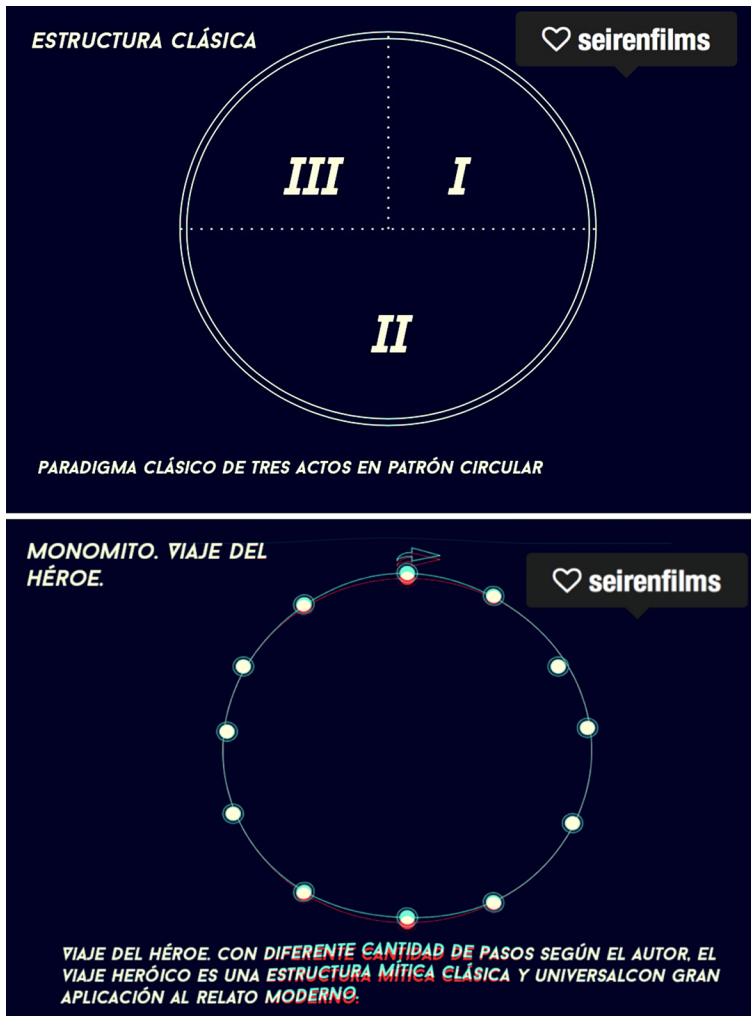 ESTRUCTURA CLÁSICA
seirenfilms
III
I
II
PARADIGMA CLÁSICO DE TRES ACTOS EN PATRÓN CIRCULAR
MONOMITO. VIAJE DEL
HÉROE.
seirenfilms
VIAJE DEL HÉROE. CON DIFERENTE CANTIDAD DE PASOS SEGÚN EL AUTOR, EL
VIAJE HERÓICO ES UNA ESTRUCTURA MÍTICA CLÁSICA Y UNIVERSALCON GRAN
APLICACIÓN AL RELATO MODERNO.